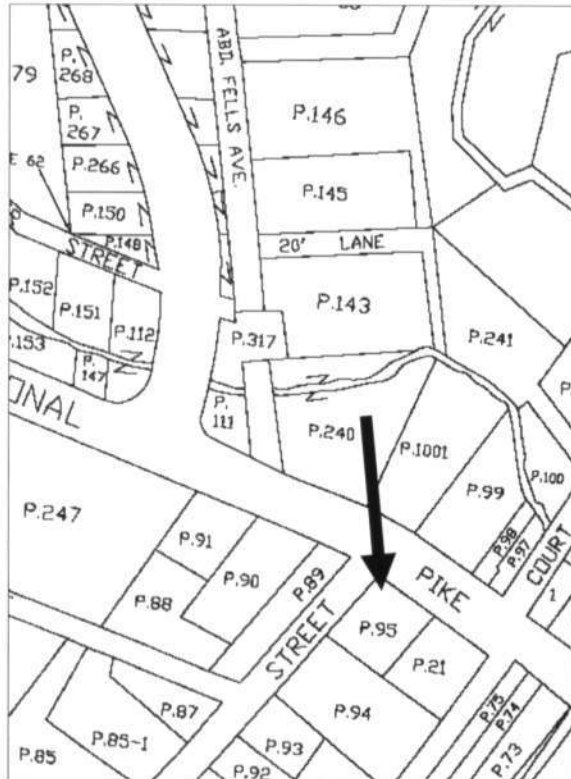 79
P.
268
P.
267
P.266
E 62
P.150
P.148
STREET
ABD. FELLS AVE.
P.146
P.145
20' LANE
P.143
P.152
P.151
P.112
P.317
P.241
.153
P.
147
P.
111
ONAL
P.240
P.1001
P.99
P.100
P.98
P.97
COURT
P.247
P.91
P.90
P.89
P.88
PIKE
1
STREET
P.95
P.21
P.94
P.87
P.85-1
P.85
P.93
P.92
P.75
P.74
P.73